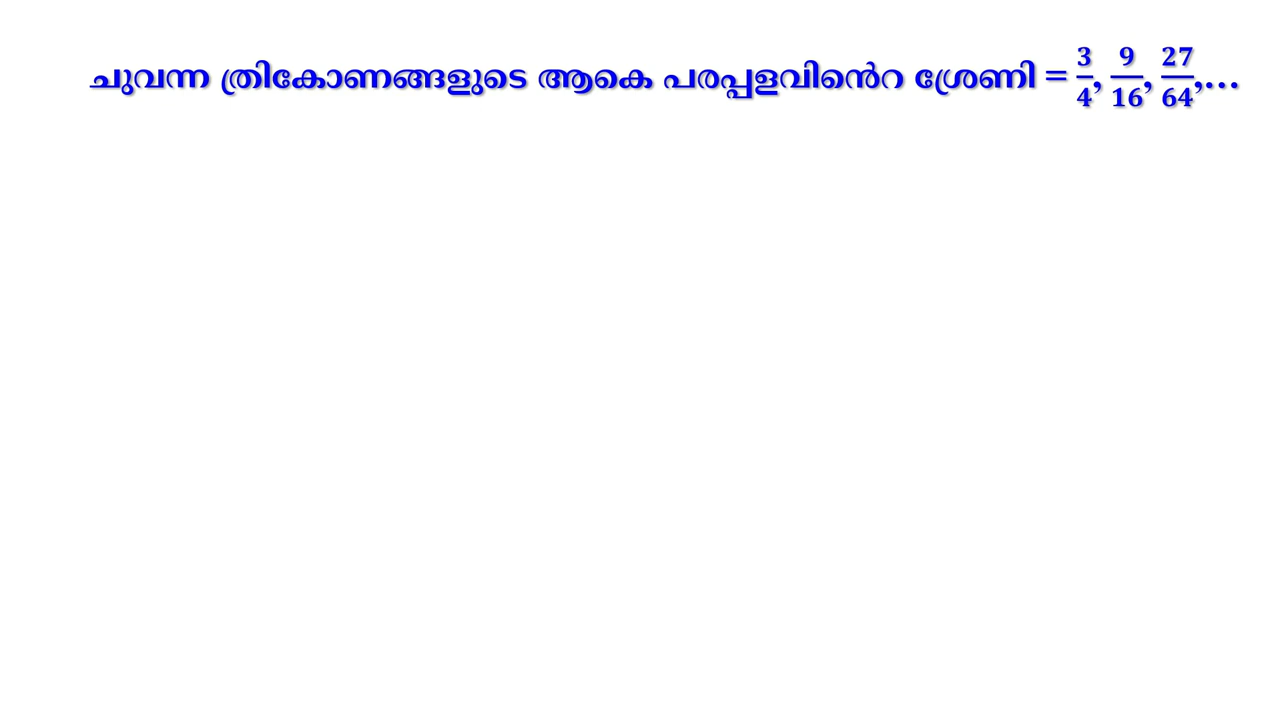 ചുവന്ന ത്രികോണങ്ങളുടെ ആകെ പരപ്പളവിൻെറ ശ്രേണി = 3/4, 9/16, 27/64,...